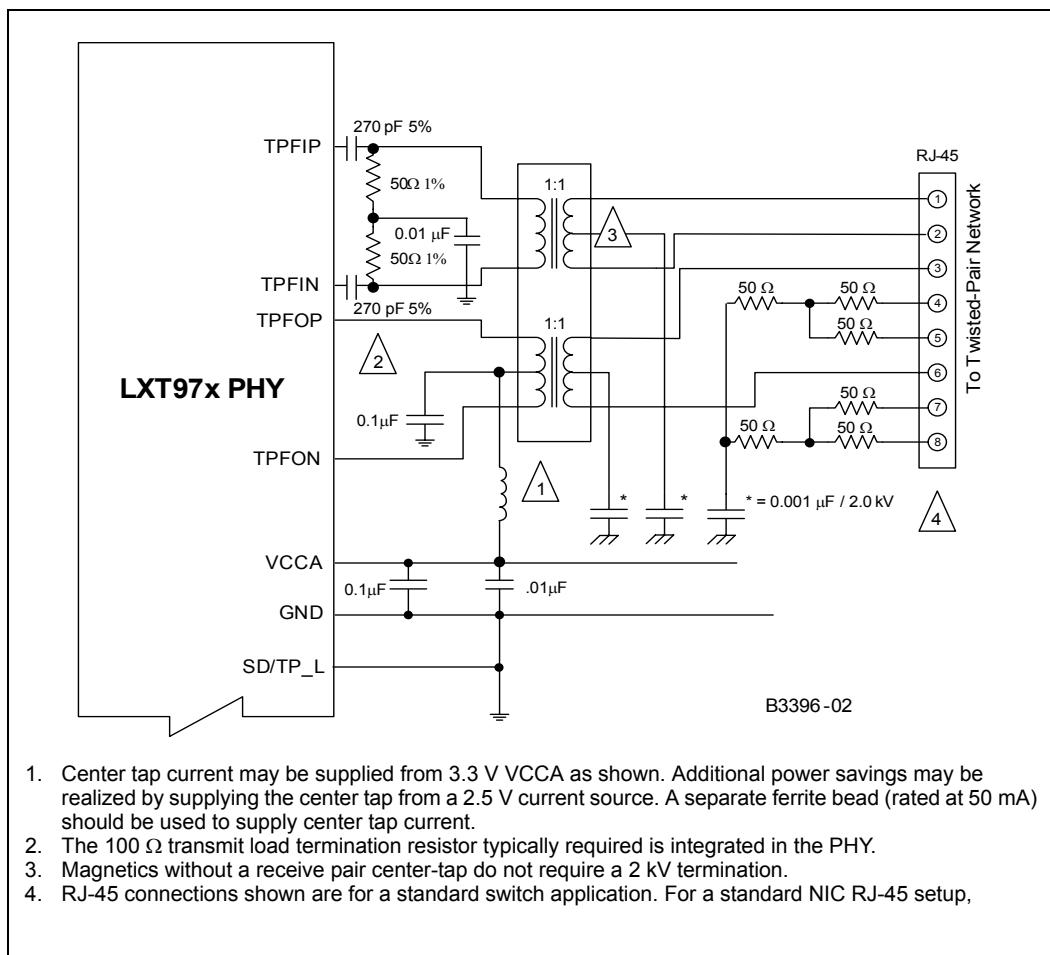 270 pF 5%
TPFIP
50Ω 1%
0.01 μF
50Ω 1%
TPFIN
270 pF 5%
TPFOP
LXT97x PHY
0.1μF
TPFON
VCCA
0.1μF
.01μF
GND
SD/TP_L
1:1
1:1
1
2
3
4
RJ-45
1
2
3
4
5
6
7
8
50 Ω
50 Ω
50 Ω
50 Ω
50 Ω
50 Ω
To Twisted-Pair Network
*
*
* = 0.001 μF / 2.0 kV
B3396-02
1. Center tap current may be supplied from 3.3 V VCCA as shown. Additional power savings may be
realized by supplying the center tap from a 2.5 V current source. A separate ferrite bead (rated at 50 mA)
should be used to supply center tap current.
2. The 100 Ω transmit load termination resistor typically required is integrated in the PHY.
3. Magnetics without a receive pair center-tap do not require a 2 kV termination.
4. RJ-45 connections shown are for a standard switch application. For a standard NIC RJ-45 setup,